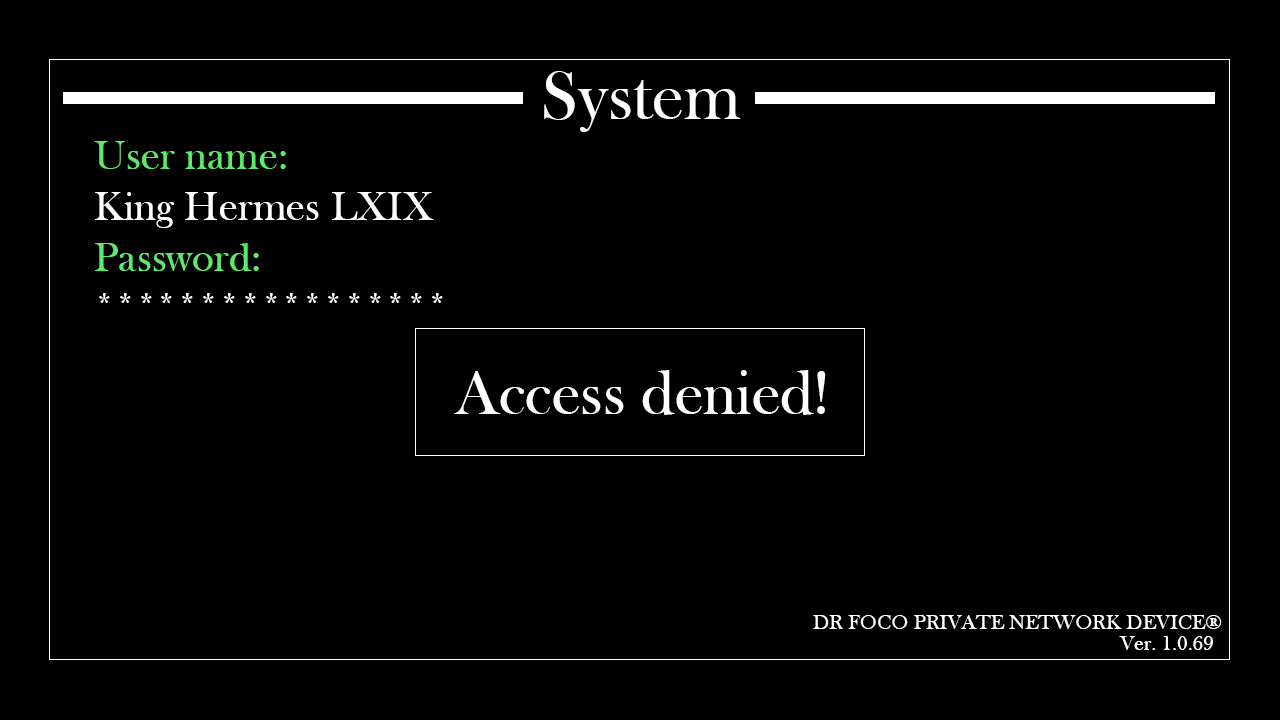 System
User name:
King Hermes LXIX
Password:
* * * * * * * * * * * * * * * * *
Access denied!
DR FOCO PRIVATE NETWORK DEVICE®
Ver. 1.0.69